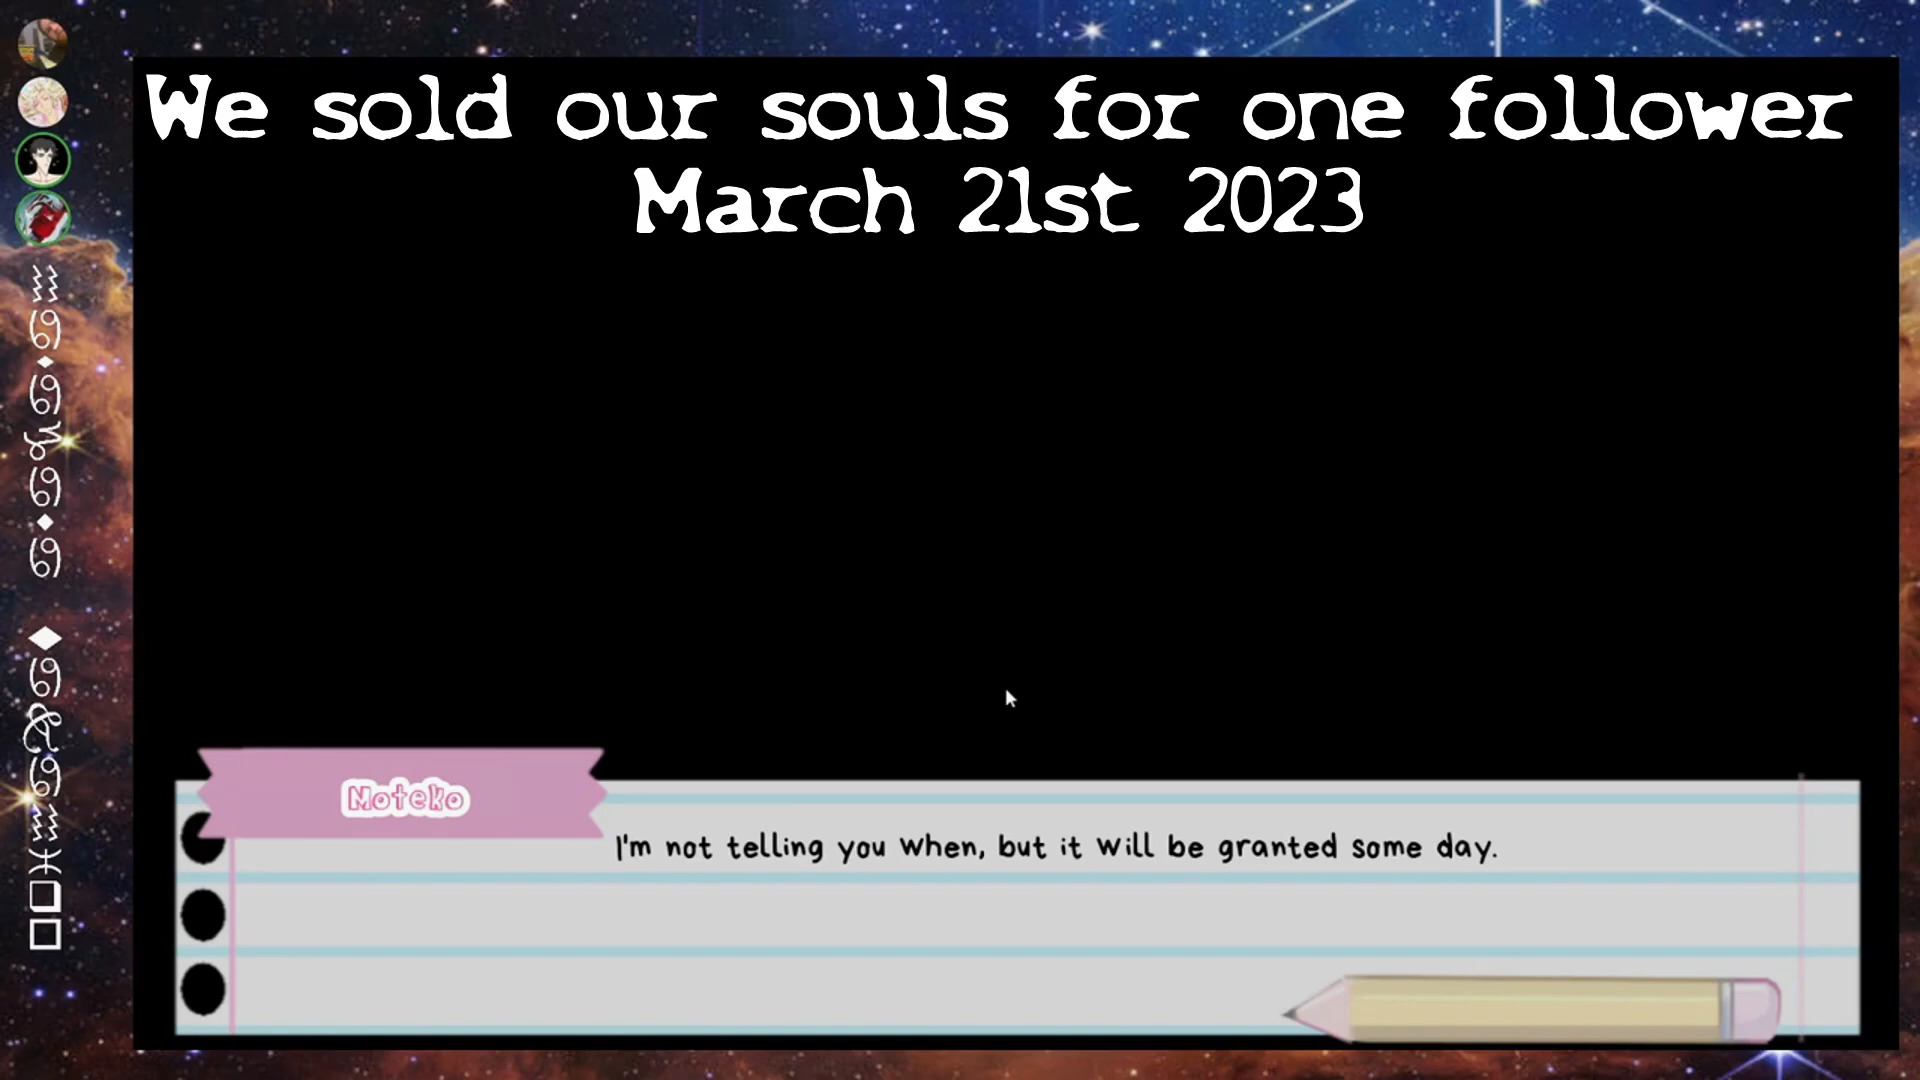 We sold our souls for one follower
March 21st 2023
Moteko
I'm not telling you when, but it will be granted some day.